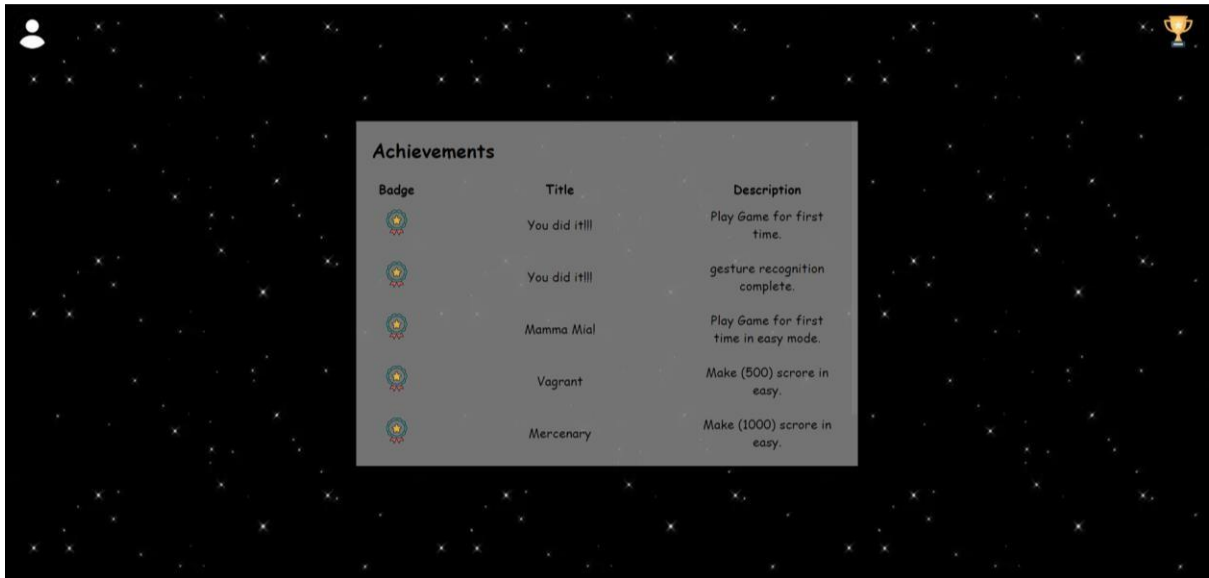 Achievements
Badge Title Description
You did it!!! Play Game for first
time.
You did it!!! gesture recognition
complete.
Mamma Mia! Play Game for first
time in easy mode.
Vagrant Make (500) scrore in
easy.
Mercenary Make (1000) scrore in
easy.